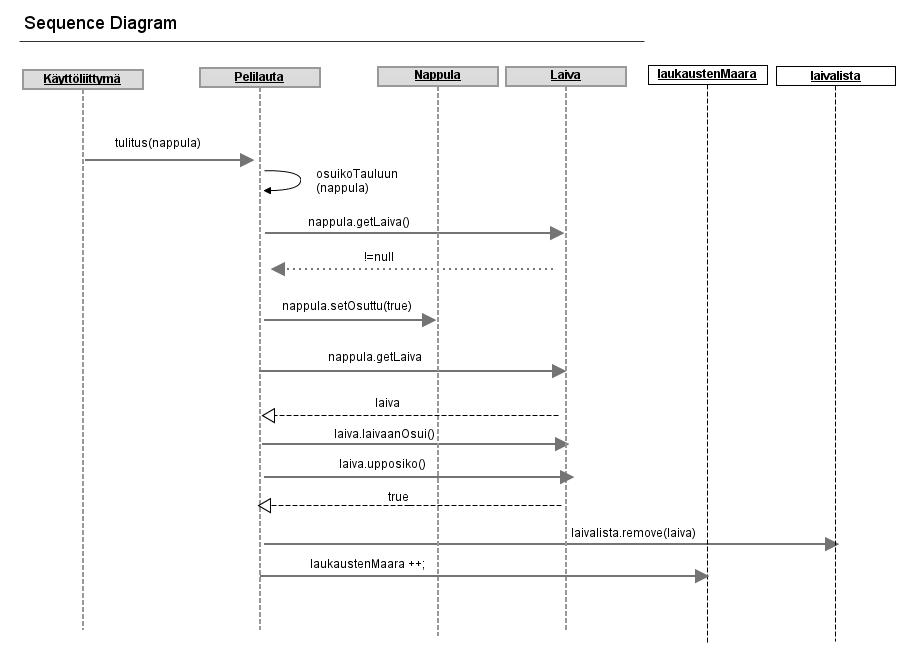 Sequence Diagram
Käyttöliittymä
Pelilauta
Nappula
Laiva
laukaustenMaara
laivalista
tulitus(nappula)
osuikoTauluun
(nappula)
nappula.getLaiva()
!=null
nappula.setOsuttu(true)
nappula.getLaiva
laiva
laiva.laivaanOsui()
laiva.upposiko()
true
laivalista.remove(laiva)
laukaustenMaara ++;